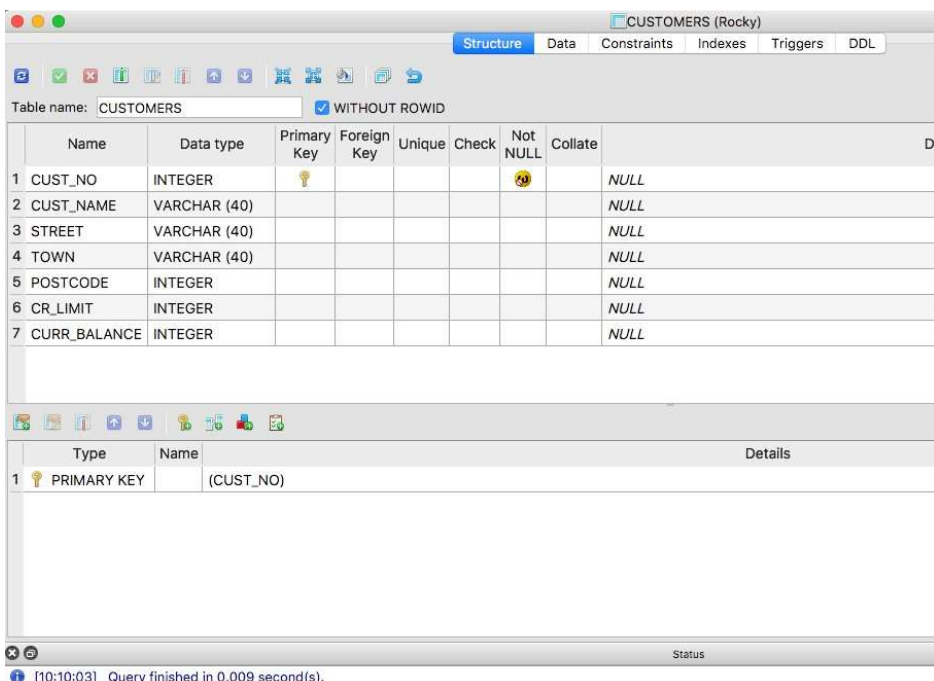 CUSTOMERS (Rocky)
Structure Data Constraints Indexes Triggers DDL
Table name: CUSTOMERS WITHOUT ROWID
Name Data type Primary Key Foreign Key Unique Check Not NULL Collate D
1 CUST_NO INTEGER NULL
2 CUST_NAME VARCHAR (40) NULL
3 STREET VARCHAR (40) NULL
4 TOWN VARCHAR (40) NULL
5 POSTCODE INTEGER NULL
6 CR_LIMIT INTEGER NULL
7 CURR_BALANCE INTEGER NULL
Type Name Details
1 PRIMARY KEY (CUST_NO)
Status
[10:10:03] Query finished in 0.009 second(s).